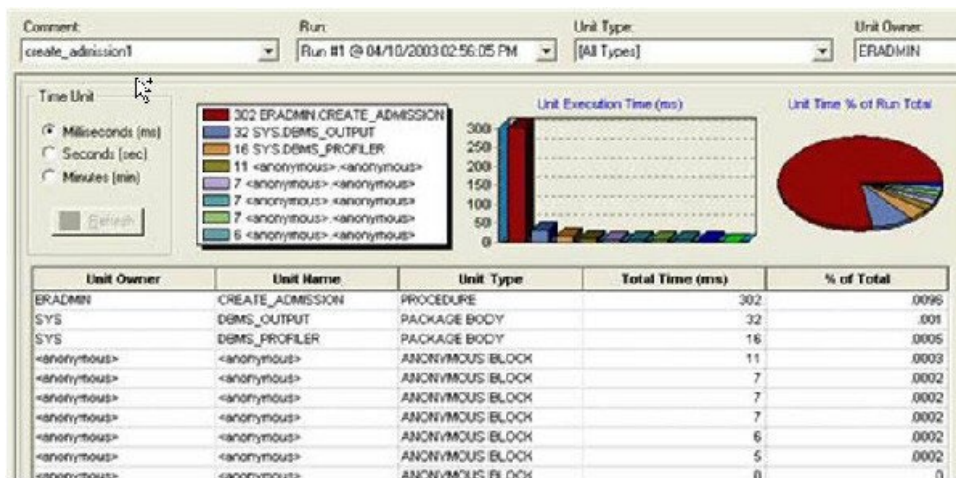 Comment: Run: Unit Type: Unit Owner:
create_admission1 Run #1 @ 04/10/2003 02:56:05 PM [All Types] ERADMIN
Time Unit
Milliseconds (ms)
Seconds (sec)
Minutes (min)
Refresh
302 ERADMIN.CREATE_ADMISSION
32 SYS.DBMS_OUTPUT
16 SYS.DBMS_PROFILER
11 <anonymous>.<anonymous>
7 <anonymous>.<anonymous>
7 <anonymous>.<anonymous>
7 <anonymous>.<anonymous>
6 <anonymous>.<anonymous>
Unit Execution Time (ms)
300
250
200
150
100
50
0
Unit Time % of Run Total
Unit Owner Unit Name Unit Type Total Time (ms) % of Total
ERADMIN CREATE_ADMISSION PROCEDURE 302 .0096
SYS DBMS_OUTPUT PACKAGE BODY 32 .001
SYS DBMS_PROFILER PACKAGE BODY 16 .0005
<anonymous> <anonymous> ANONYMOUS BLOCK 11 .0003
<anonymous> <anonymous> ANONYMOUS BLOCK 7 .0002
<anonymous> <anonymous> ANONYMOUS BLOCK 7 .0002
<anonymous> <anonymous> ANONYMOUS BLOCK 7 .0002
<anonymous> <anonymous> ANONYMOUS BLOCK 6 .0002
<anonymous> <anonymous> ANONYMOUS BLOCK 5 .0002
<anonymous> <anonymous> ANONYMOUS BLOCK 0 0